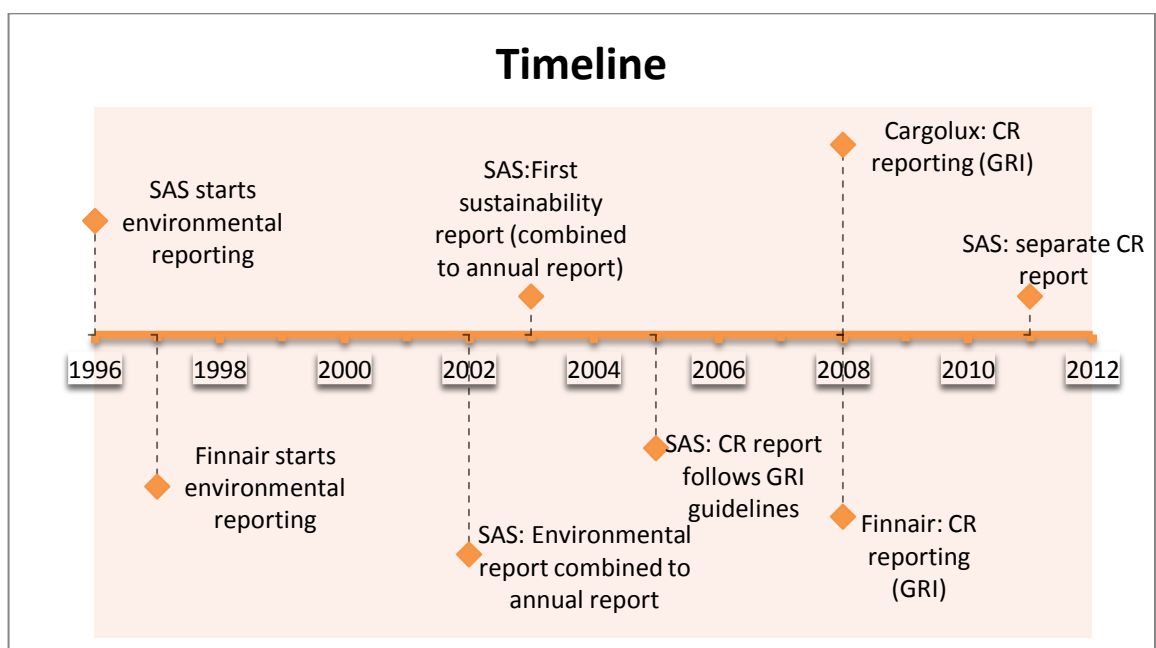 Timeline
SAS starts
environmental
reporting
SAS:First
sustainability
report (combined
to annual report)
Cargolux: CR
reporting (GRI)
SAS: separate CR
report
1996
1998
2000
2002
2004
2006
2008
2010
2012
Finnair starts
environmental
reporting
SAS: Environmental
report combined to
annual report
SAS: CR report
follows GRI
guidelines
Finnair: CR
reporting
(GRI)